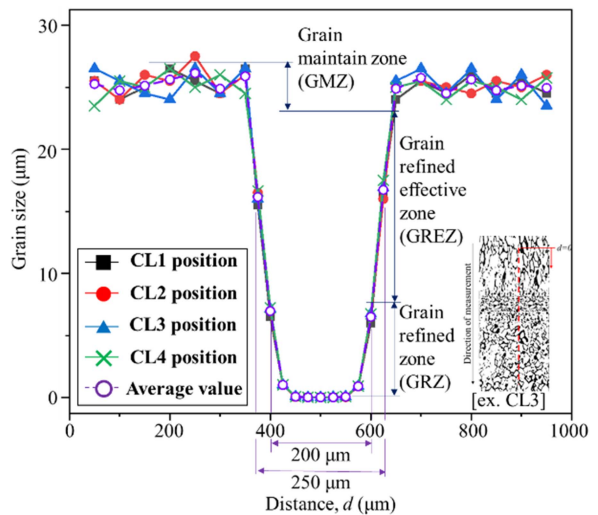 30
20
10
0
Grain size (μm)
Grain
maintain zone
(GMZ)
Grain
refined
effective
zone
(GREZ)
Grain
refined
zone
(GRZ)
CL1 position
CL2 position
CL3 position
CL4 position
Average value
Direction of measurement
[ex. CL3]
0 200 400 600 800 1000
200 μm
250 μm
Distance, d (μm)